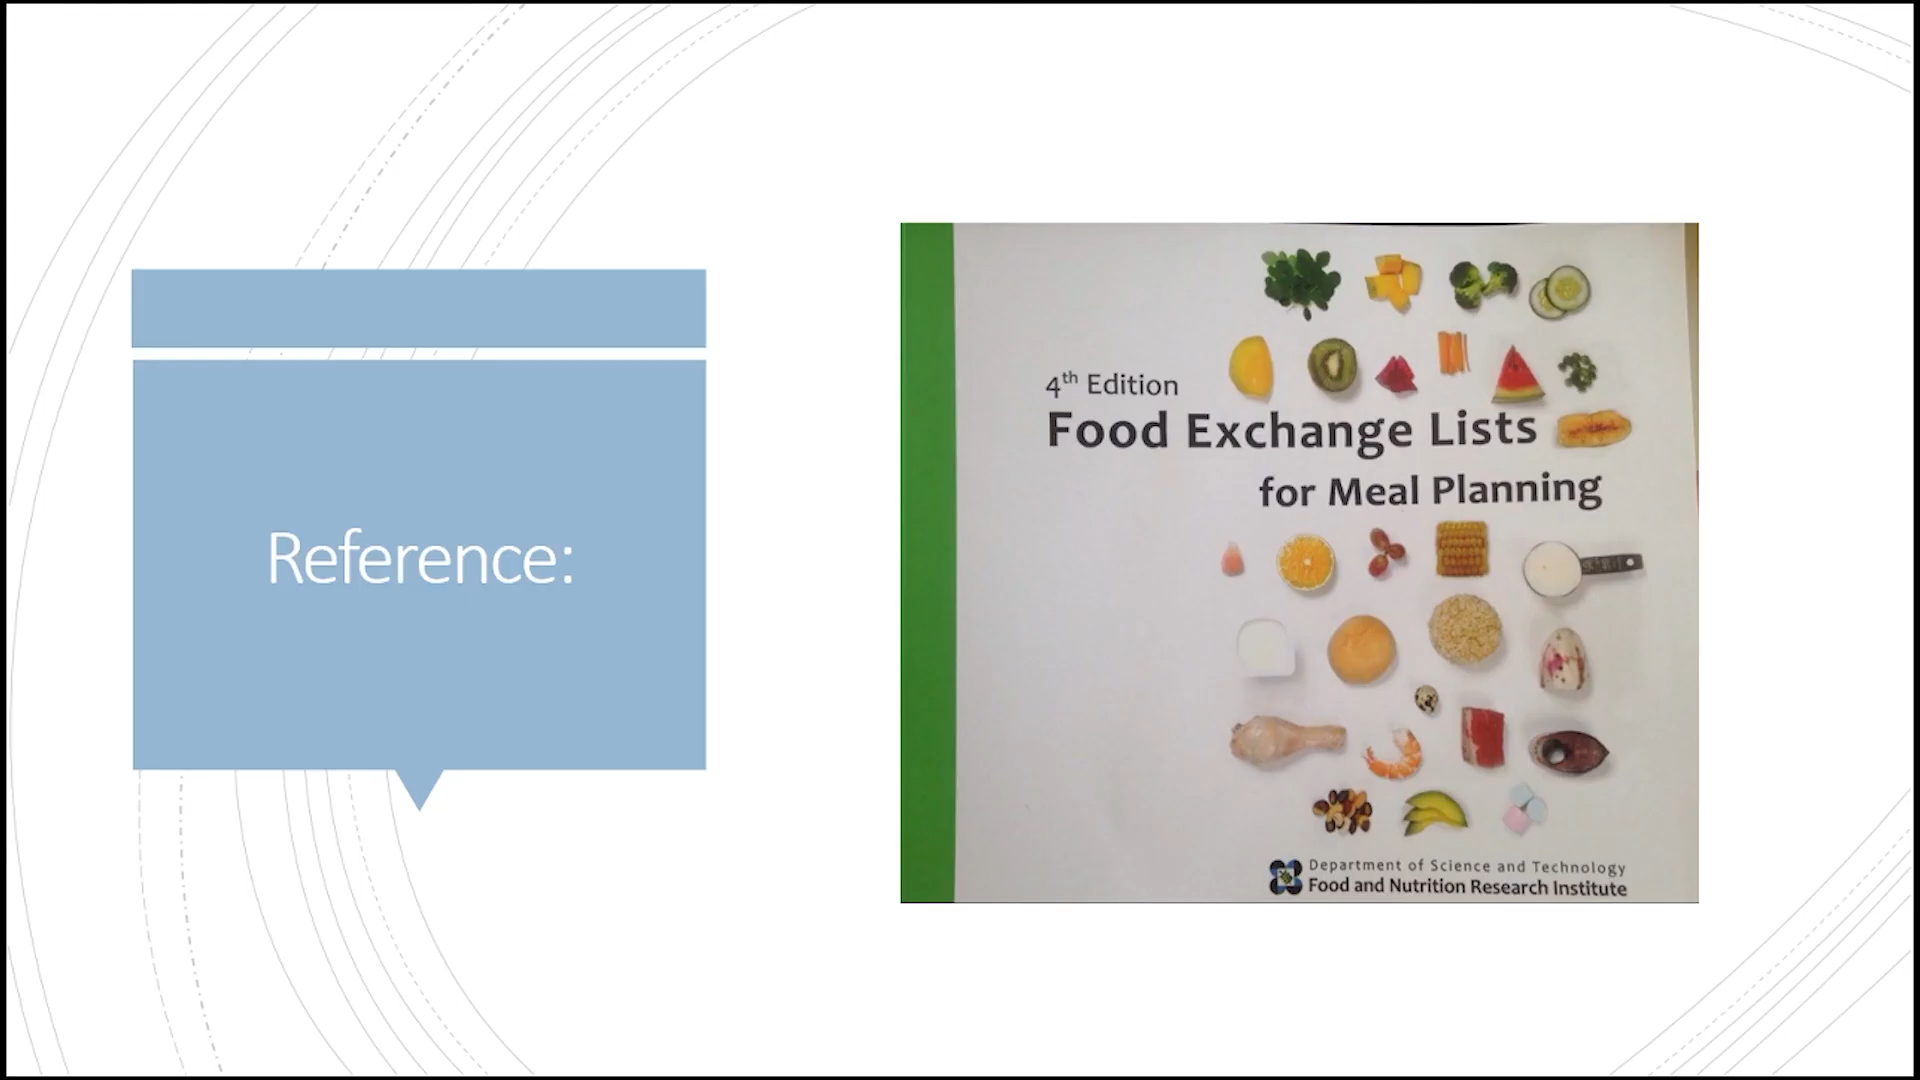 Reference:
4th Edition
Food Exchange Lists
for Meal Planning
Department of Science and Technology
Food and Nutrition Research Institute